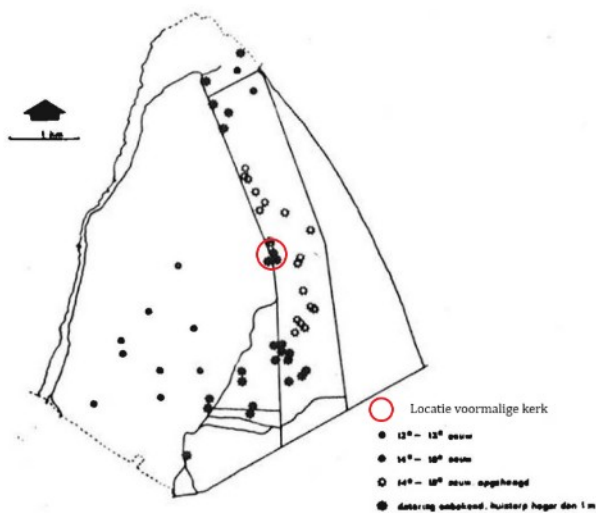 1 km
Locatie voormalige kerk
12e – 13e eeuw
14e – 18e eeuw
14e – 18e eeuw, opgehoogd
datering onbekend, huisterp hoger dan 1 m